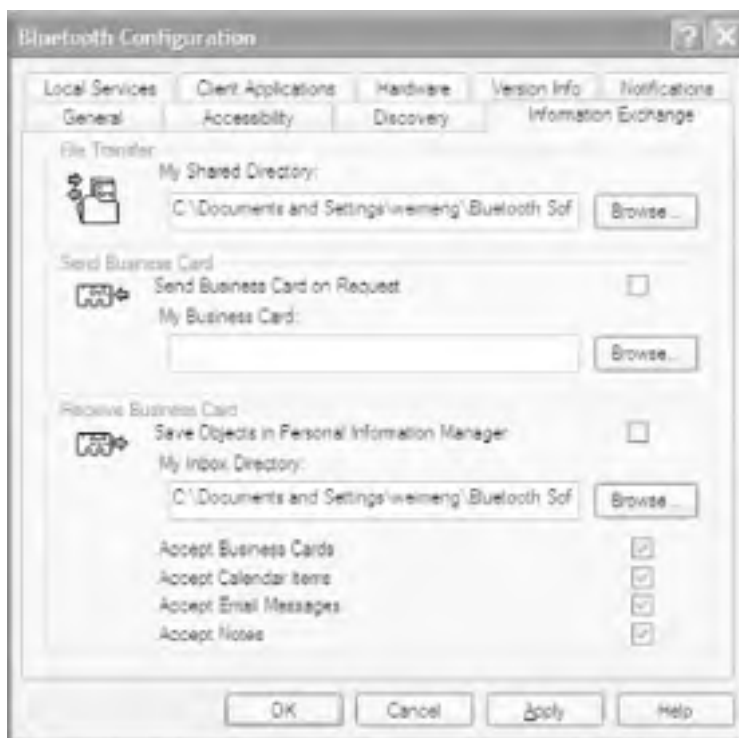 Bluetooth Configuration
Local Services Client Applications Hardware Version Info Notifications
General Accessibility Discovery Information Exchange
File Transfer
My Shared Directory:
C:\Documents and Settings\weimeng\Bluetooth Sof Browse...
Send Business Card
Send Business Card on Request
My Business Card:
Browse...
Receive Business Card
Save Objects in Personal Information Manager
My Inbox Directory:
C:\Documents and Settings\weimeng\Bluetooth Sof Browse...
Accept Business Cards
Accept Calendar Items
Accept Email Messages
Accept Notes
OK Cancel Apply Help